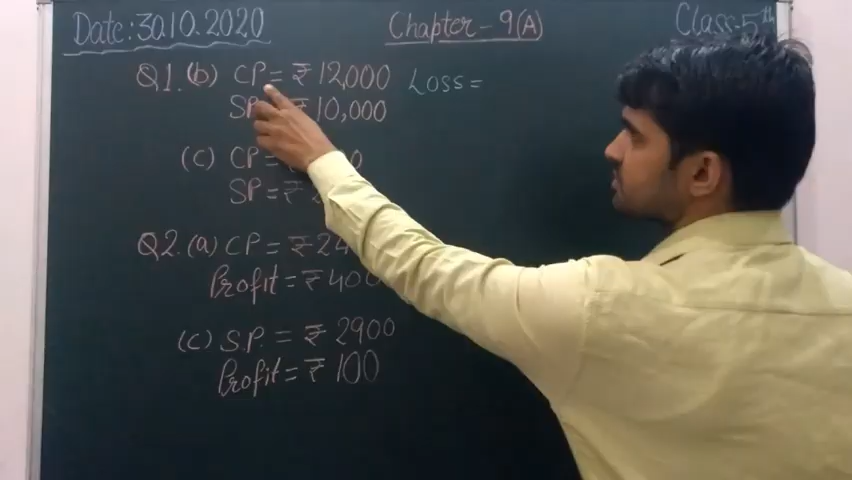 Date: 30.10.2020 Chapter - 9(A) Class-5th
Q1. (b) CP= ₹ 12,000 Loss=
SP ₹ 10,000
(c) CP=
SP= ₹
Q2. (a) CP= ₹ 24
Profit= ₹ 400
(c) S.P. = ₹ 2900
Profit= ₹ 100